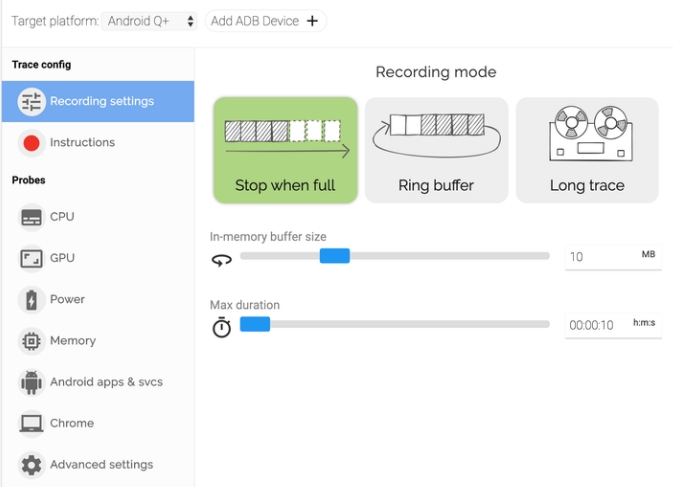 Target platform: Android Q+ Add ADB Device +
Trace config
Recording settings
Instructions
Probes
CPU
GPU
Power
Memory
Android apps & svcs
Chrome
Advanced settings
Recording mode
Stop when full
Ring buffer
Long trace
In-memory buffer size
10 MB
Max duration
00:00:10 h:m:s